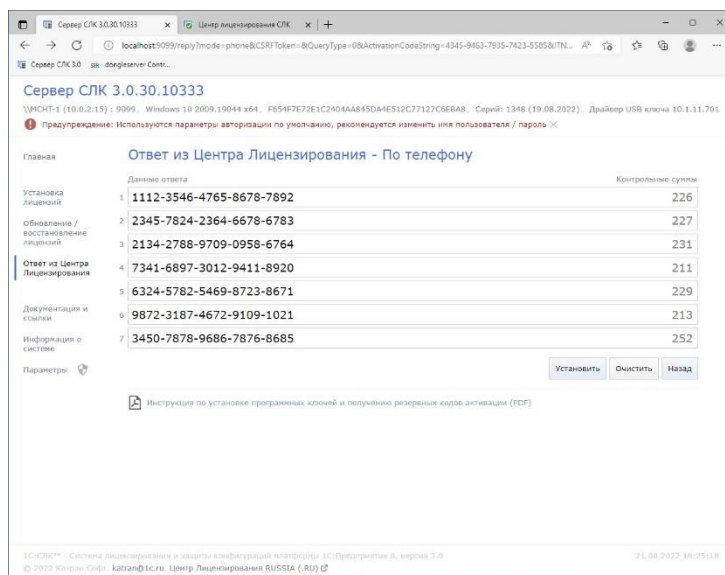 Сервер СЛК 3.0.30.10333
Центр лицензирования СЛК
localhost:9099/reply?mode=phone&CSRFToken=&QueryType=0&ActivationCodeString=4345-9463-7935-7423-5585&ITN...
Сервер СЛК 3.0
dongleserver Contr...
Сервер СЛК 3.0.30.10333
Windows 10 2009.19044 x64. Серий: 1348 (19.08.2022). Драйвер USB ключа 10.1.11.701
Предупреждение: Используются параметры авторизации по умолчанию, рекомендуется изменить имя пользователя / пароль
Главная
Установка
лицензий
Обновление /
восстановление
лицензий
Ответ из Центра
Лицензирования
Документация и
ссылки
Информация о
системе
Параметры
Ответ из Центра Лицензирования - По телефону
Данные ответа Контрольные суммы
1 1112-3546-4765-8678-7892 226
2 2345-7824-2364-6678-6783 227
3 2134-2788-9709-0958-6764 231
4 7341-6897-3012-9411-8920 211
5 6324-5782-5469-8723-8671 229
6 9872-3187-4672-9109-1021 213
7 3450-7878-9686-7876-8685 252
Установить Очистить Назад
Инструкция по установке программных ключей и получению резервных кодов активации (PDF)
1С:СЛК™ - Система лицензирования и защиты конфигураций платформы 1С:Предприятие 8, версия 3.0 21.08.2022 18:25:18
© 2022 Катран Софт. katran@1c.ru. Центр Лицензирования RUSSIA (.RU)